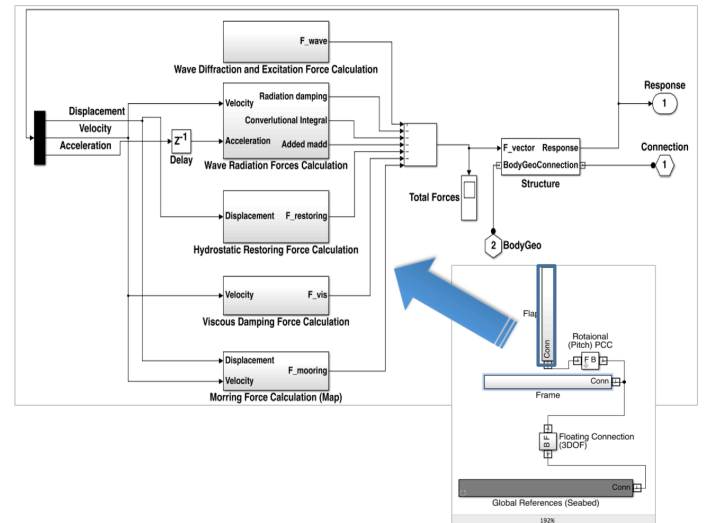 F_wave
Wave Diffraction and Excitation Force Calculation
Response
1
Displacement
Velocity
Acceleration
Z-1
Delay
Velocity
Acceleration
Radiation damping
Converlutional Integral
Added madd
Wave Radiation Forces Calculation
F_vector
Response
BodyGeo
Connection
Structure
Connection
1
Total Forces
2
BodyGeo
Displacement
F_restoring
Hydrostatic Restoring Force Calculation
Velocity
F_vis
Viscous Damping Force Calculation
Displacement
Velocity
F_mooring
Morring Force Calculation (Map)
Conn
Rotaional
(Pitch) PCC
F B
Conn
Frame
B F
Floating Connection
(3DOF)
Conn
Global References (Seabed)
192%